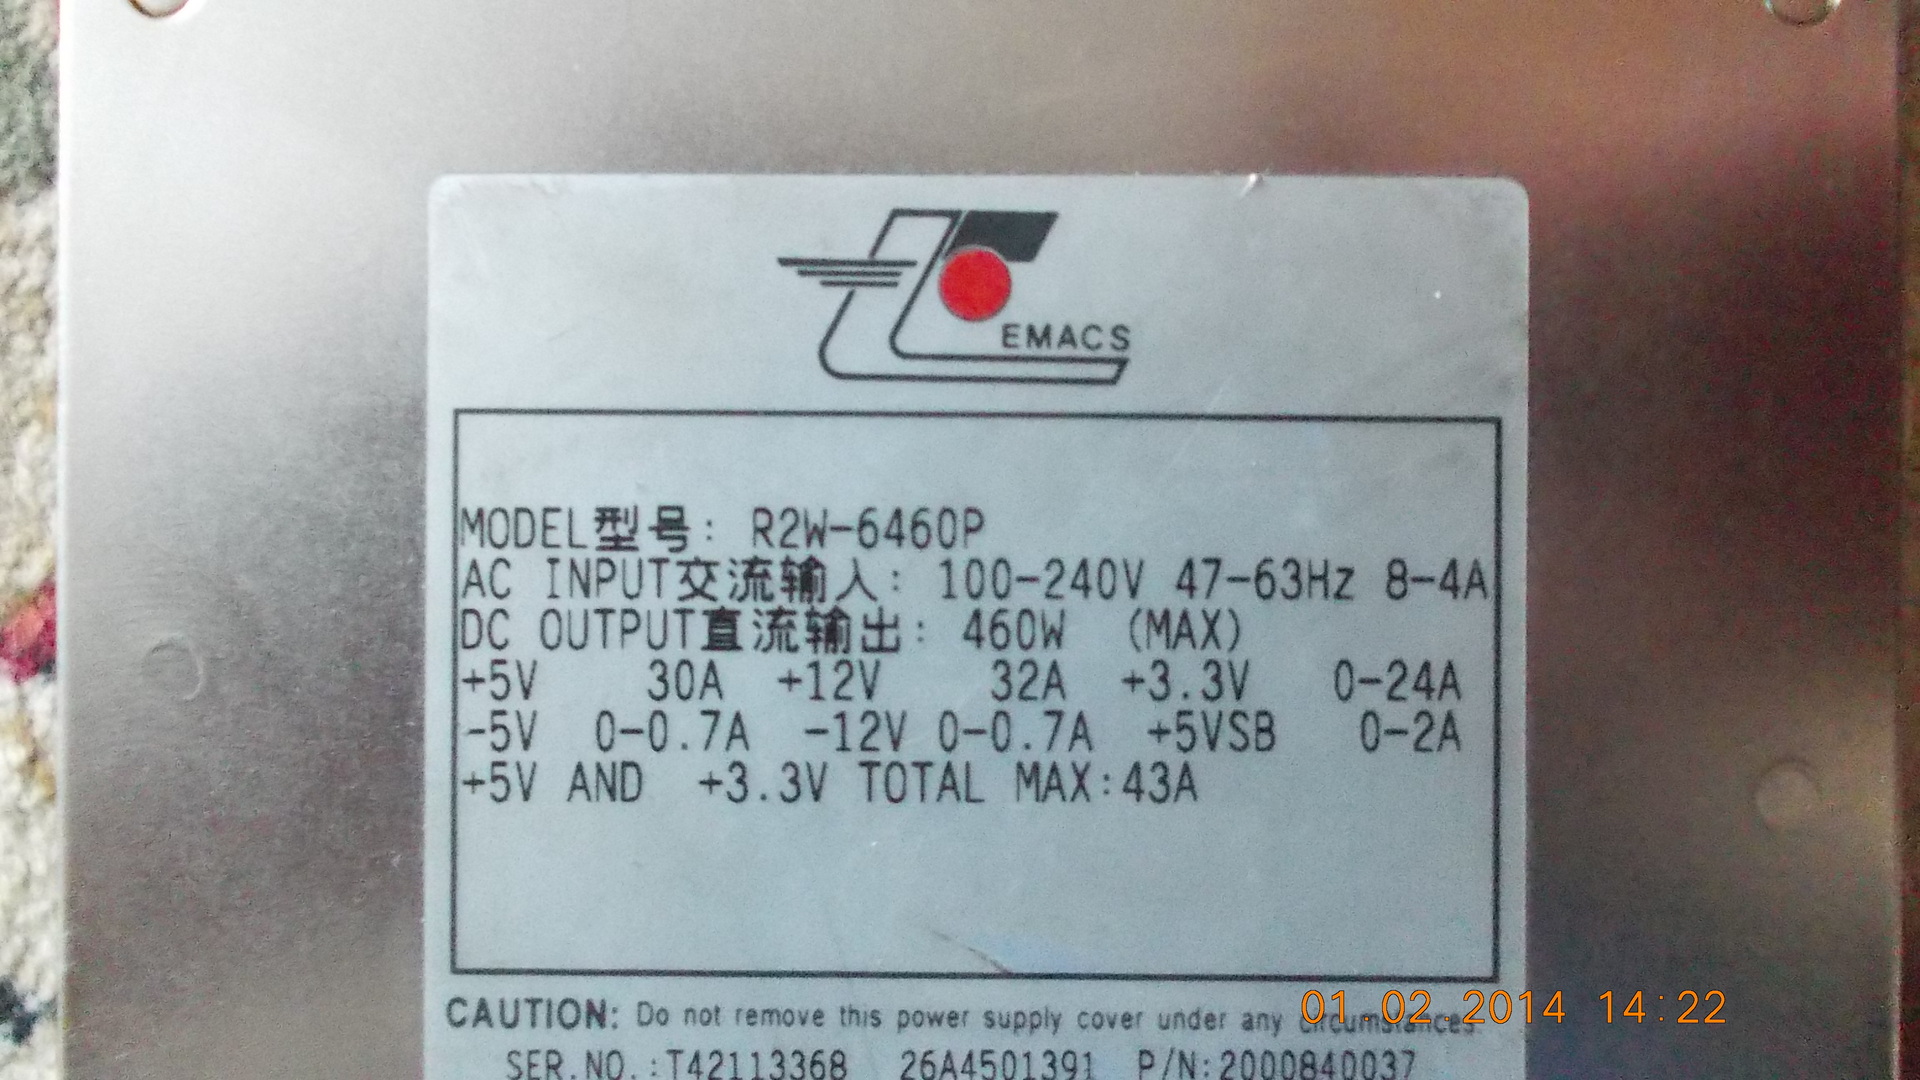 EMACS
MODEL型号: R2W-6460P
AC INPUT交流输入: 100-240V 47-63Hz 8-4A
DC OUTPUT直流输出: 460W (MAX)
+5V 30A +12V 32A +3.3V 0-24A
-5V 0-0.7A -12V 0-0.7A +5VSB 0-2A
+5V AND +3.3V TOTAL MAX:43A
CAUTION: Do not remove this power supply cover under any circumstances.
01.02.2014 14:22
SER.NO.:T42113368 26A4501391 P/N:2000840037